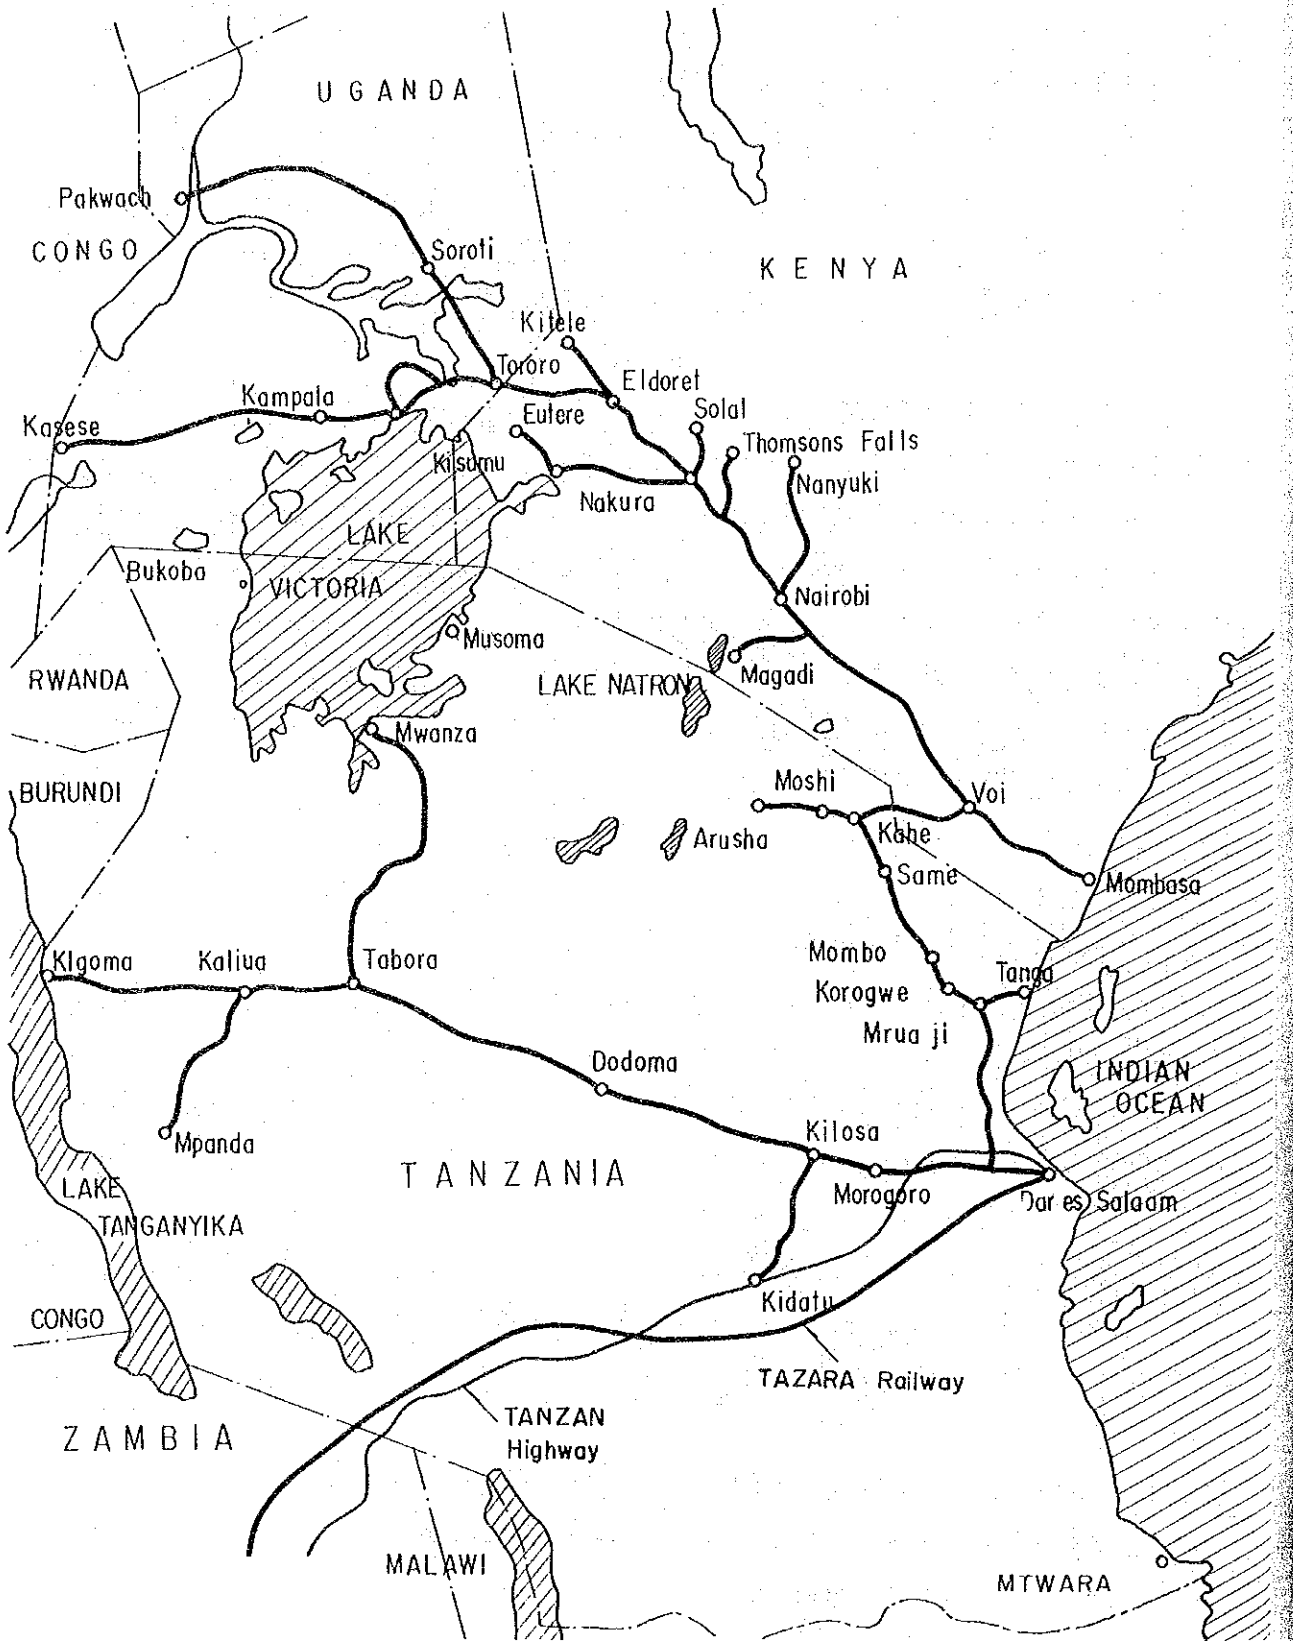 UGANDA
Pakwach
CONGO
Soroti
KENYA
Kitele
Tororo
Eldoret
Kampala
Solal
Kasese
Eutere
Thomsons Falls
Kisumu
Nanyuki
Nakura
LAKE
VICTORIA
Bukoba
Nairobi
Musoma
RWANDA
LAKE NATRON
Magadi
Mwanza
BURUNDI
Moshi
Voi
Arusha
Kahe
Same
Mombasa
KIgoma
Kaliua
Tabora
Mombo
Tanga
Korogwe
Mrua ji
Dodoma
INDIAN
OCEAN
Mpanda
Kilosa
TANZANIA
Morogoro
Dar es Salaam
LAKE
TANGANYIKA
Kidatu
CONGO
TAZARA Railway
ZAMBIA
TANZAN
Highway
MALAWI
MTWARA